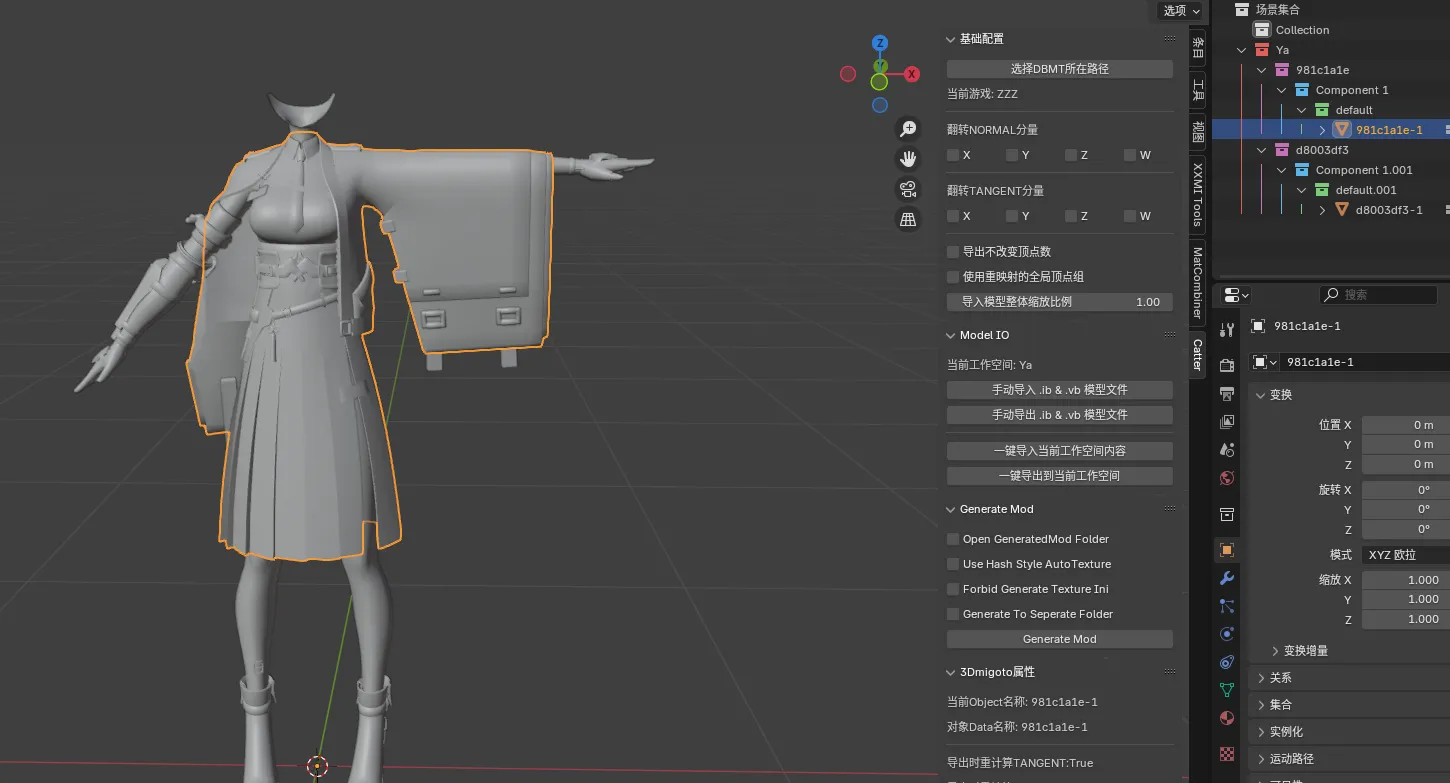 选项
Z
Y
X
基础配置
选择DBMT所在路径
当前游戏: ZZZ
翻转NORMAL分量
X Y Z W
翻转TANGENT分量
X Y Z W
导出不改变顶点数
使用重映射的全局顶点组
导入模型整体缩放比例 1.00
Model IO
当前工作空间: Ya
手动导入 .ib & .vb 模型文件
手动导出 .ib & .vb 模型文件
一键导入当前工作空间内容
一键导出到当前工作空间
Generate Mod
Open GeneratedMod Folder
Use Hash Style AutoTexture
Forbid Generate Texture Ini
Generate To Seperate Folder
Generate Mod
3Dmigoto属性
当前Object名称: 981c1a1e-1
对象Data名称: 981c1a1e-1
导出时重计算TANGENT:True
条目
工具
视图
XXMI Tools
MatCombiner
Catter
场景集合
Collection
Ya
981c1a1e
Component 1
default
981c1a1e-1
d8003df3
Component 1.001
default.001
d8003df3-1
搜索
981c1a1e-1
981c1a1e-1
变换
位置 X 0 m
Y 0 m
Z 0 m
旋转 X 0°
Y 0°
Z 0°
模式 XYZ 欧拉
缩放 X 1.000
Y 1.000
Z 1.000
变换增量
关系
集合
实例化
运动路径